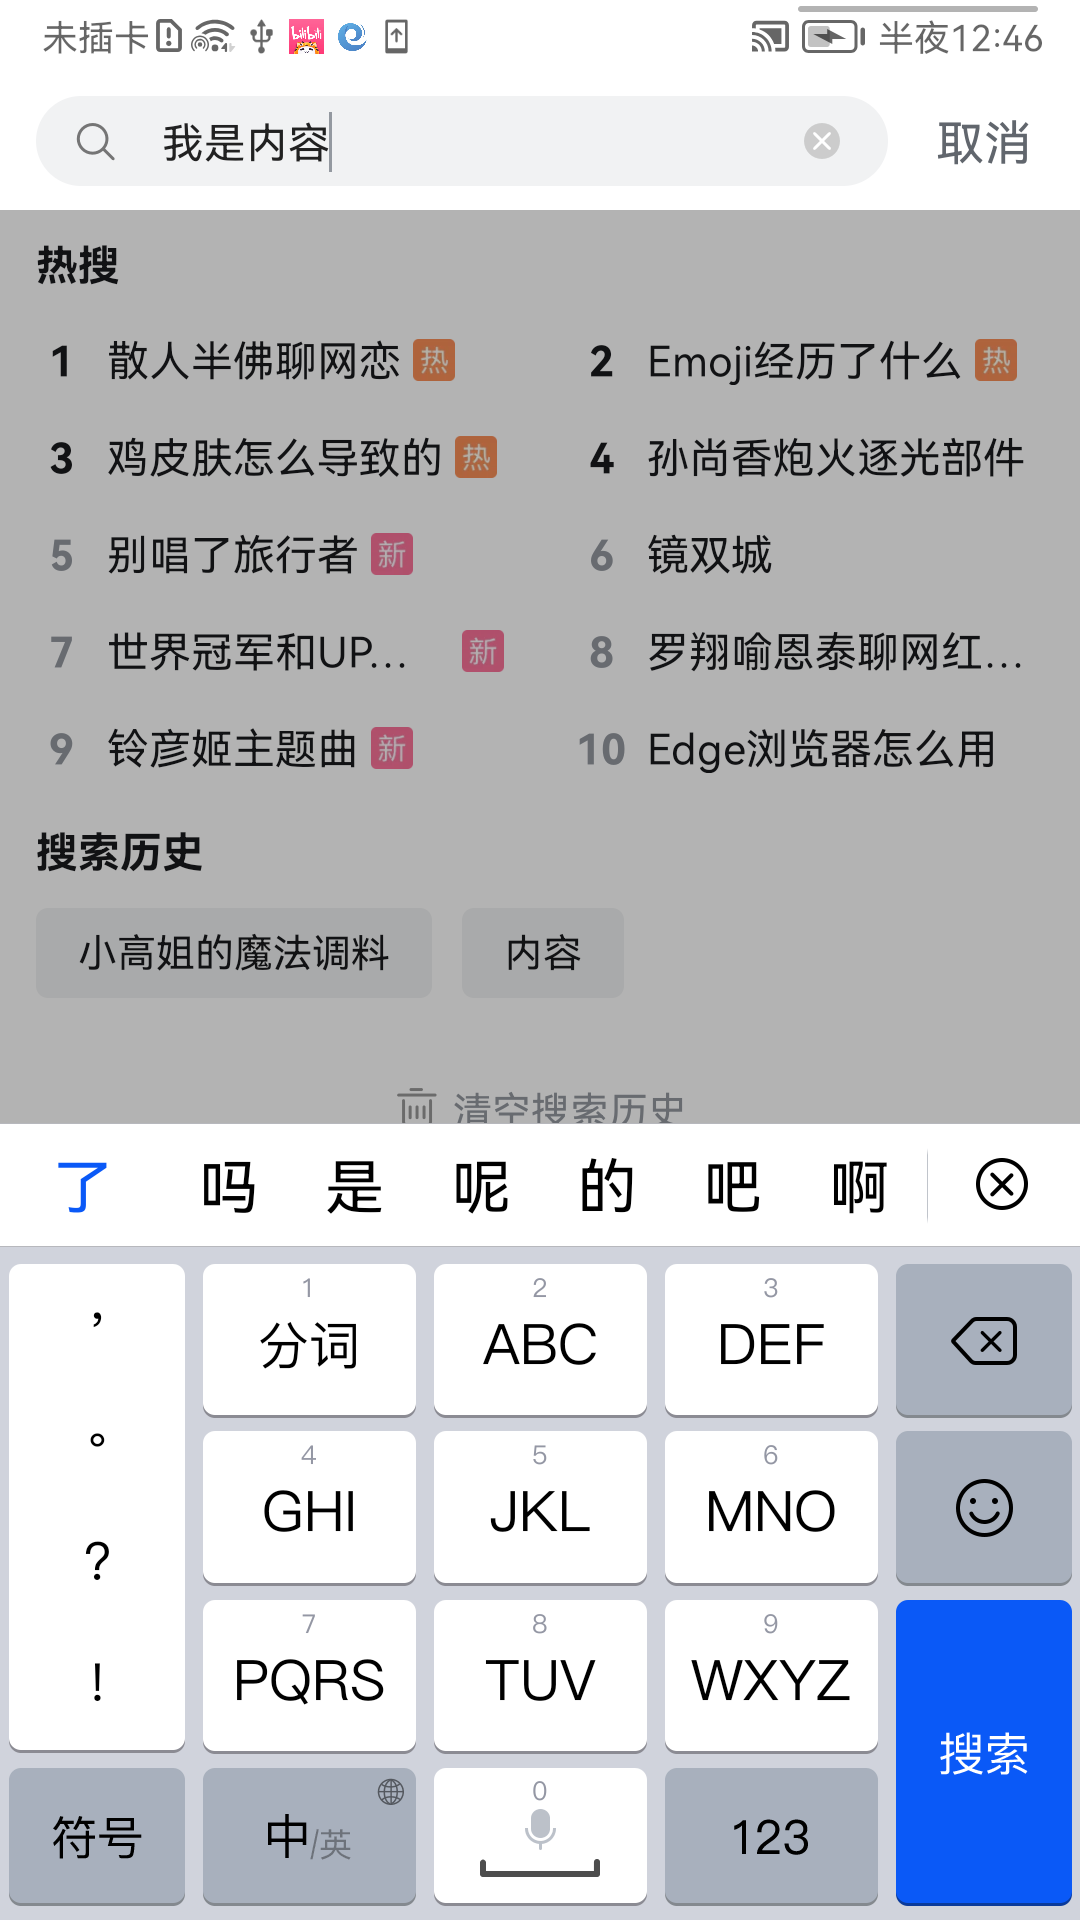 未插卡 半夜12:46
我是内容 取消
热搜
1 散人半佛聊网恋 热 2 Emoji经历了什么 热
3 鸡皮肤怎么导致的 热 4 孙尚香炮火逐光部件
5 别唱了旅行者 新 6 镜双城
7 世界冠军和UP... 新 8 罗翔喻恩泰聊网红...
9 铃彦姬主题曲 新 10 Edge浏览器怎么用
搜索历史
小高姐的魔法调料 内容
清空搜索历史
了 吗 是 呢 的 吧 啊
， 1 2 3
分词 ABC DEF
。 4 5 6
GHI JKL MNO
? 7 8 9
! PQRS TUV WXYZ
搜索
符号 中/英 0 123